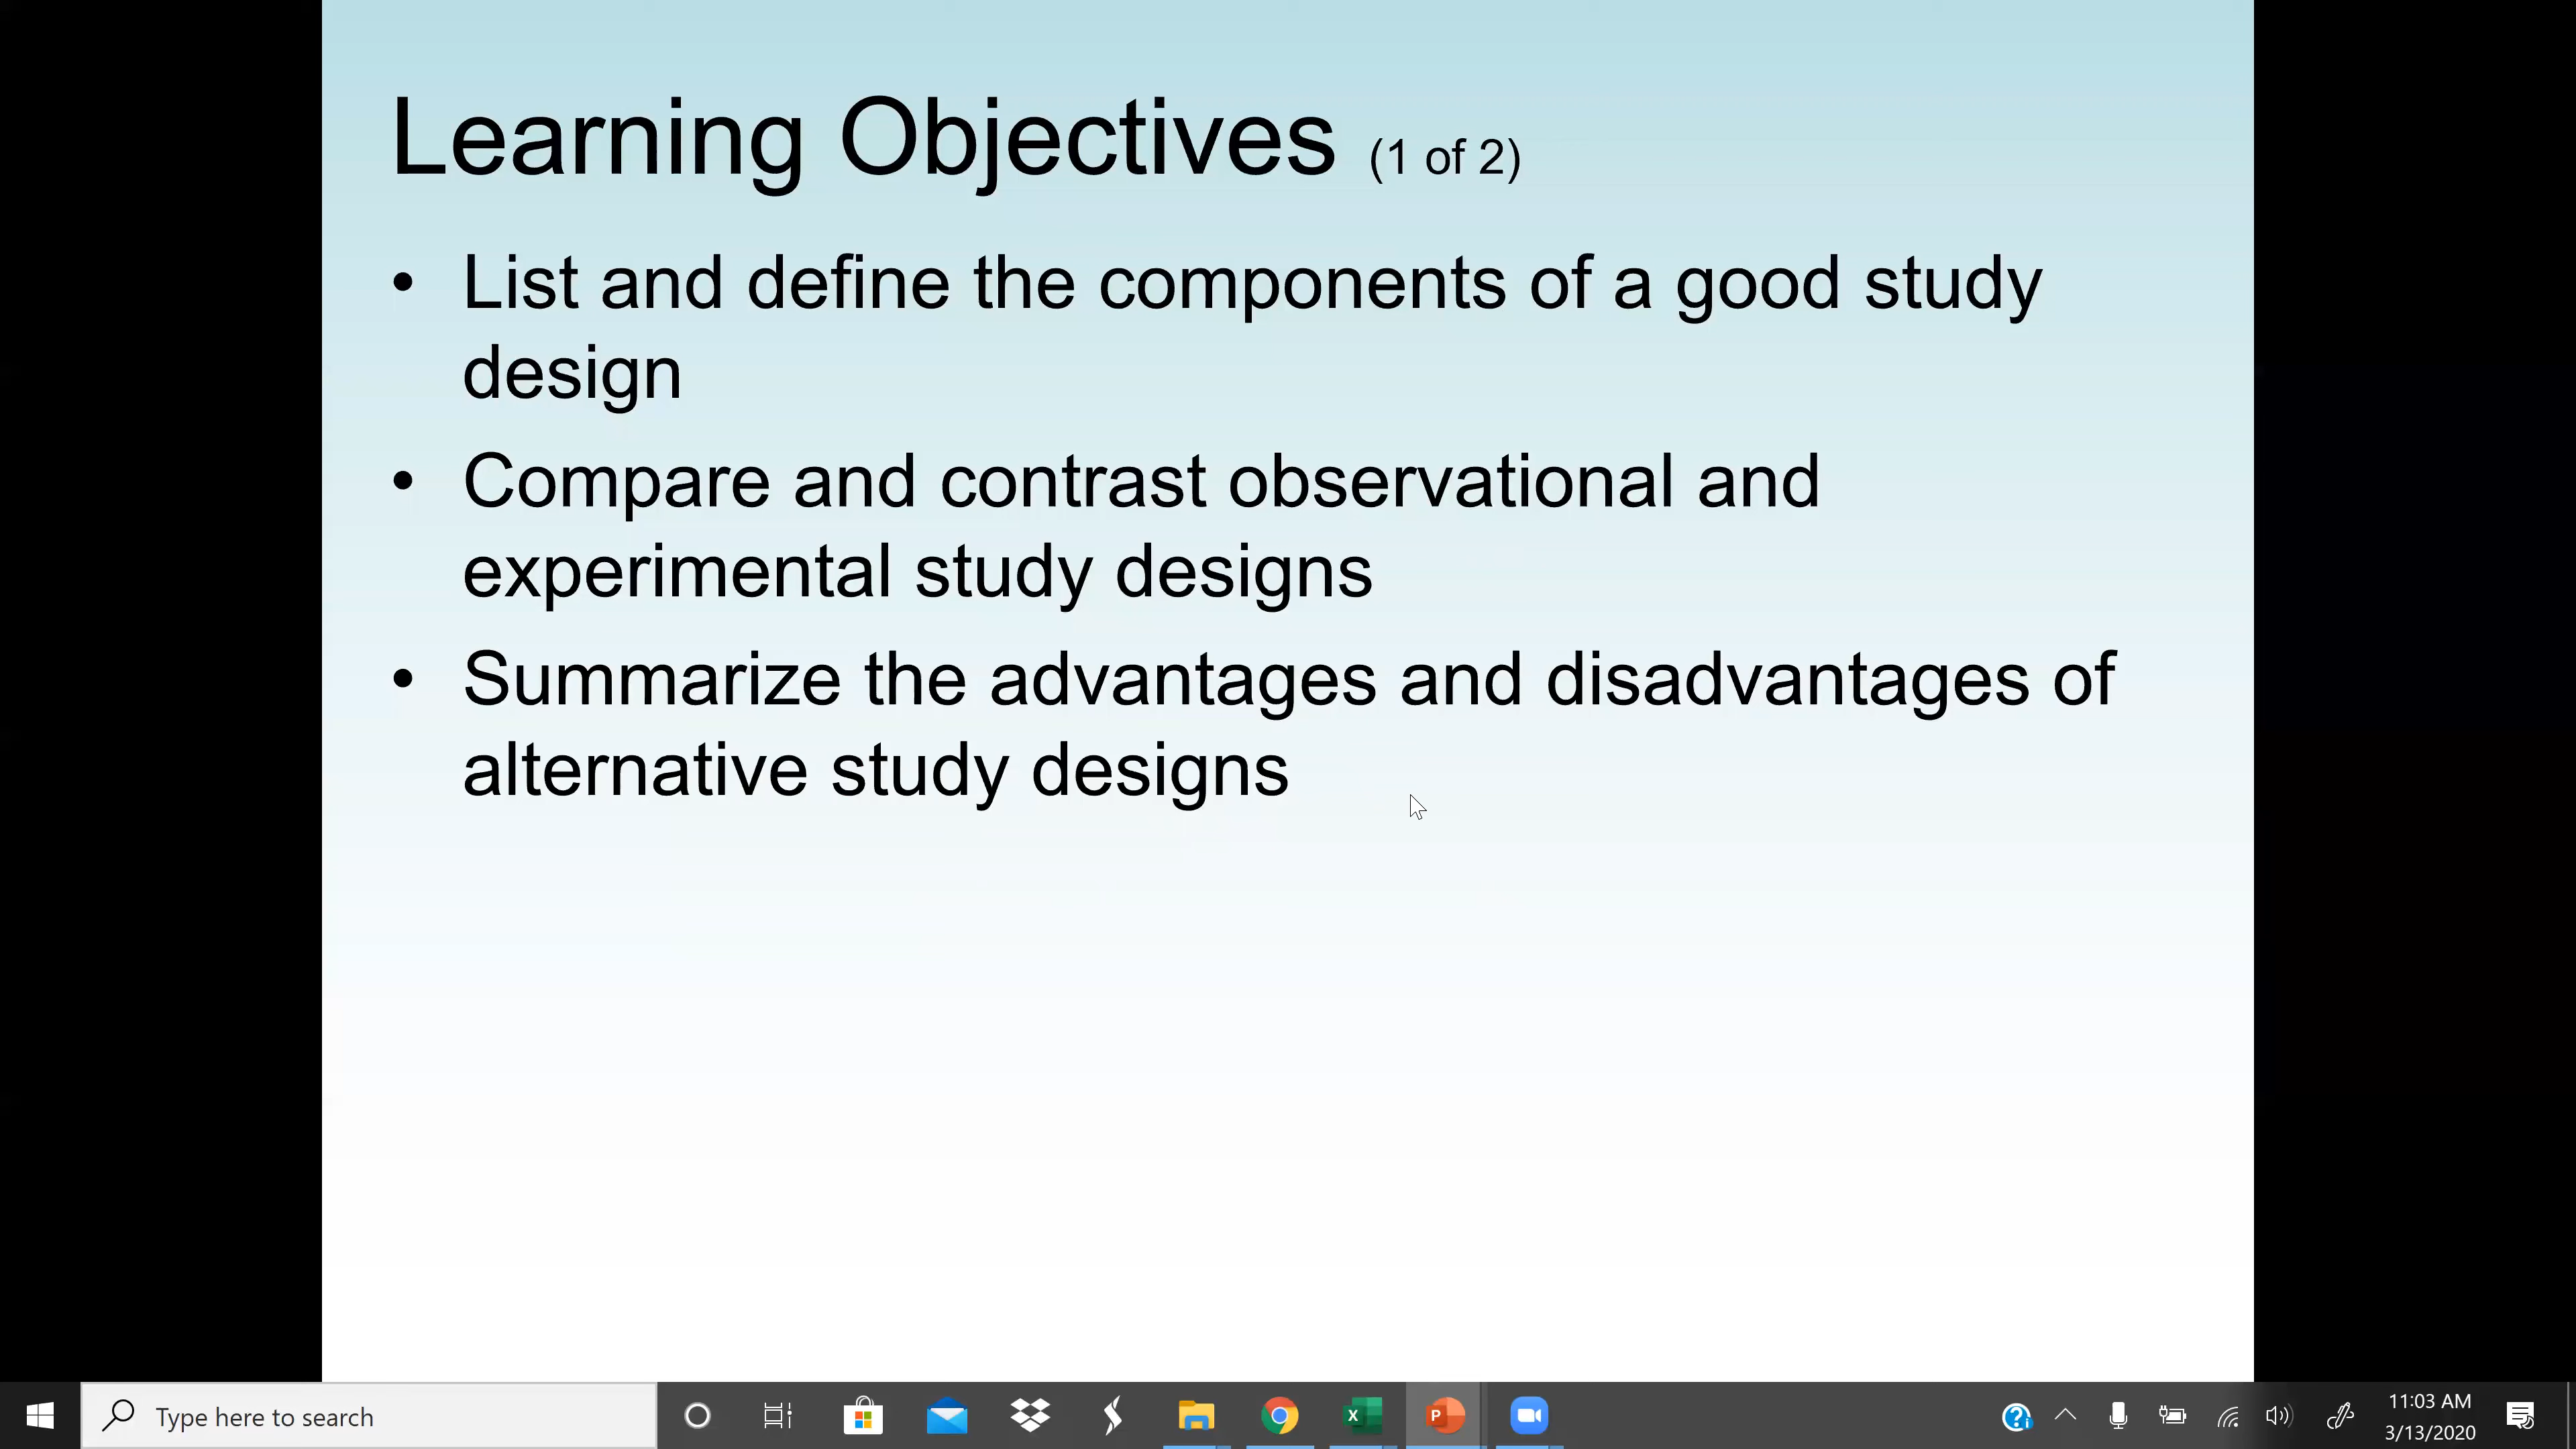 Learning Objectives (1 of 2)
• List and define the components of a good study
design
• Compare and contrast observational and
experimental study designs
• Summarize the advantages and disadvantages of
alternative study designs
Type here to search
11:03 AM
3/13/2020